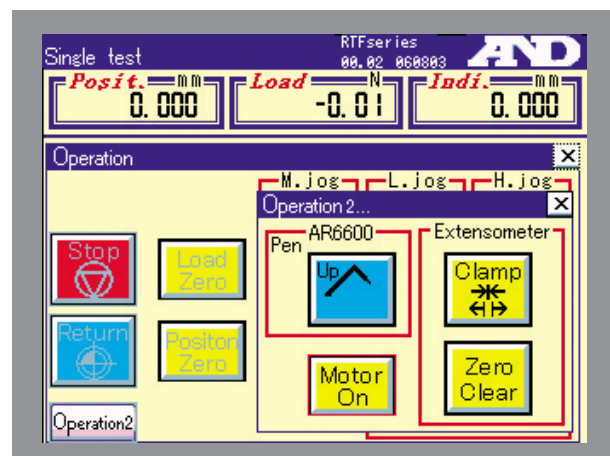 Single test
RTFseries
00.02 060803
AND
Posit. mm
0.000
Load N
-0.01
Indi. mm
0.000
Operation
M.jog L.jog H.jog
Operation 2...
Stop
Load
Zero
Return
Positon
Zero
Operation2
Pen
AR6600
Up
Motor
On
Extensometer
Clamp
Zero
Clear